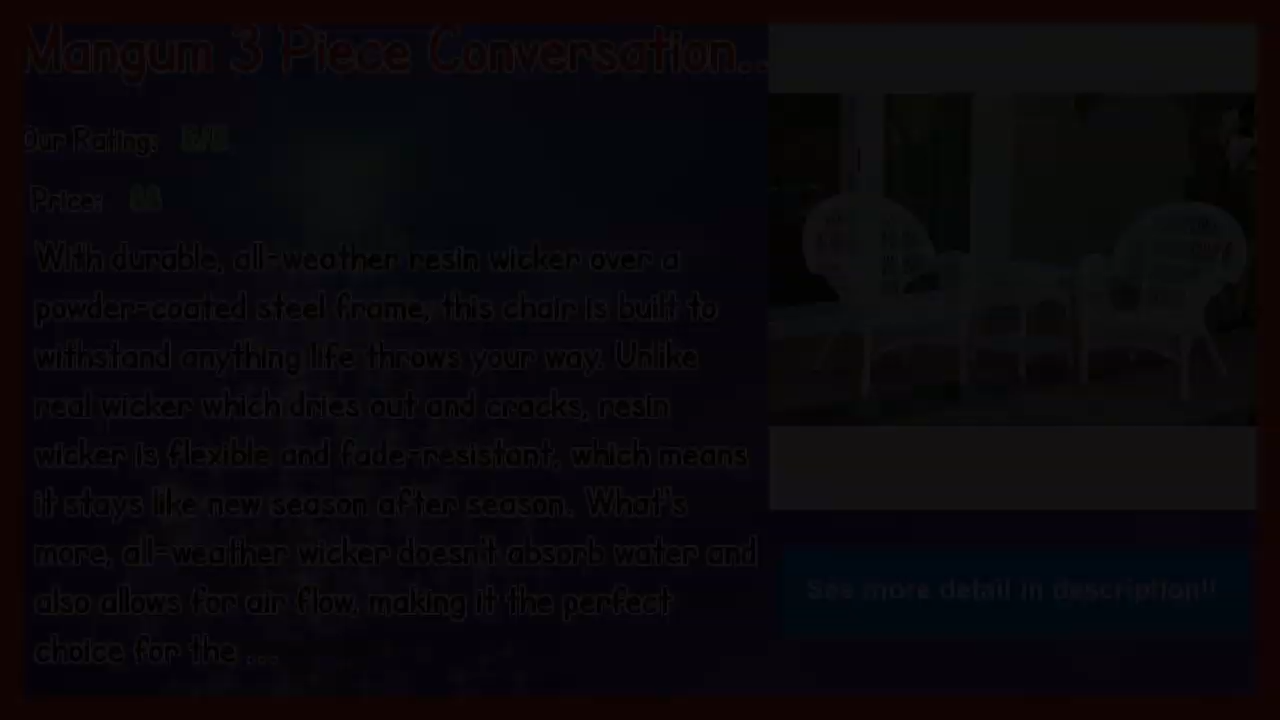 Mangum 3 Piece Conversation...
Our Rating:
Price: $$
With durable, all-weather resin wicker over a
powder-coated steel frame, this chair is built to
withstand anything life throws your way. Unlike
real wicker which dries out and cracks, resin
wicker is flexible and fade-resistant, which means
it stays like new season after season. What's
more, all-weather wicker doesn't absorb water and
also allows for air flow, making it the perfect
choice for the ...
See more detail in description!!